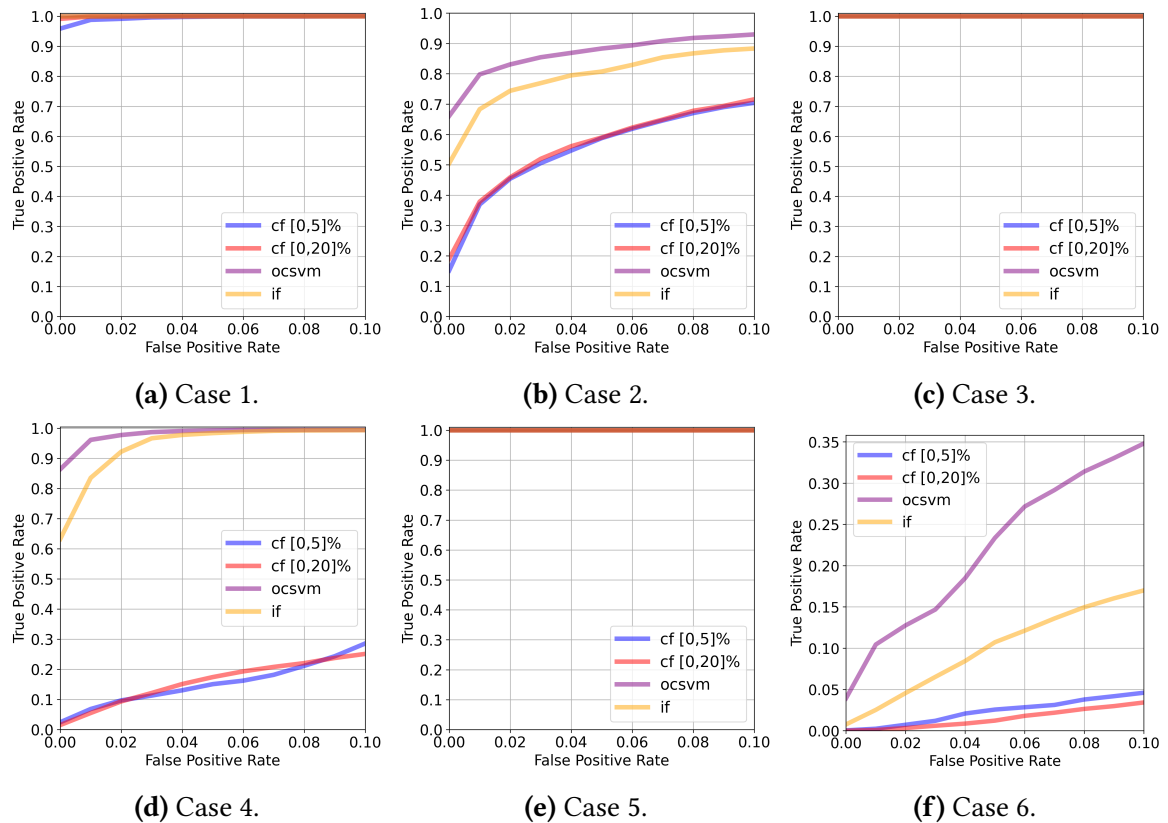 1.0
0.9
0.8
0.7
0.6
0.5
0.4
0.3
0.2
0.1
0.0
True Positive Rate
cf [0,5]%
cf [0,20]%
ocsvm
if
0.00 0.02 0.04 0.06 0.08 0.10
False Positive Rate
(a) Case 1.
1.0
0.9
0.8
0.7
0.6
0.5
0.4
0.3
0.2
0.1
0.0
True Positive Rate
cf [0,5]%
cf [0,20]%
ocsvm
if
0.00 0.02 0.04 0.06 0.08 0.10
False Positive Rate
(b) Case 2.
1.0
0.9
0.8
0.7
0.6
0.5
0.4
0.3
0.2
0.1
0.0
True Positive Rate
cf [0,5]%
cf [0,20]%
ocsvm
if
0.00 0.02 0.04 0.06 0.08 0.10
False Positive Rate
(c) Case 3.
1.0
0.9
0.8
0.7
0.6
0.5
0.4
0.3
0.2
0.1
0.0
True Positive Rate
cf [0,5]%
cf [0,20]%
ocsvm
if
0.00 0.02 0.04 0.06 0.08 0.10
False Positive Rate
(d) Case 4.
1.0
0.9
0.8
0.7
0.6
0.5
0.4
0.3
0.2
0.1
0.0
True Positive Rate
cf [0,5]%
cf [0,20]%
ocsvm
if
0.00 0.02 0.04 0.06 0.08 0.10
False Positive Rate
(e) Case 5.
0.35
0.30
0.25
0.20
0.15
0.10
0.05
0.00
True Positive Rate
cf [0,5]%
cf [0,20]%
ocsvm
if
0.00 0.02 0.04 0.06 0.08 0.10
False Positive Rate
(f) Case 6.